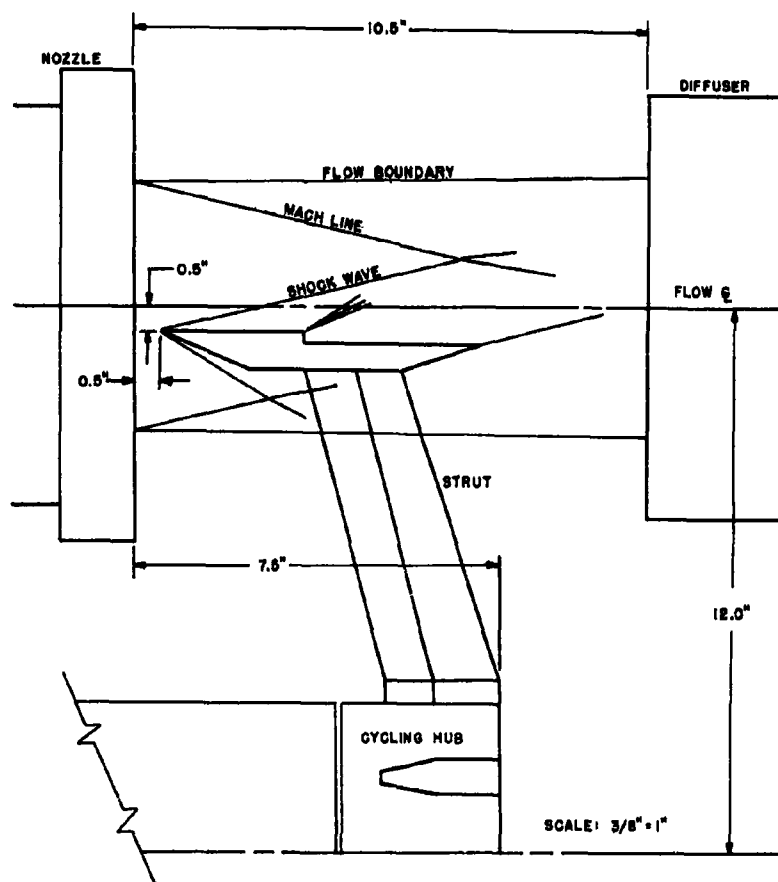 10.5"
NOZZLE
DIFFUSER
FLOW BOUNDARY
MACH LINE
0.5"
SHOCK WAVE
FLOW ℄
0.5"
STRUT
7.5"
12.0"
CYCLING HUB
SCALE: 3/8" = 1"